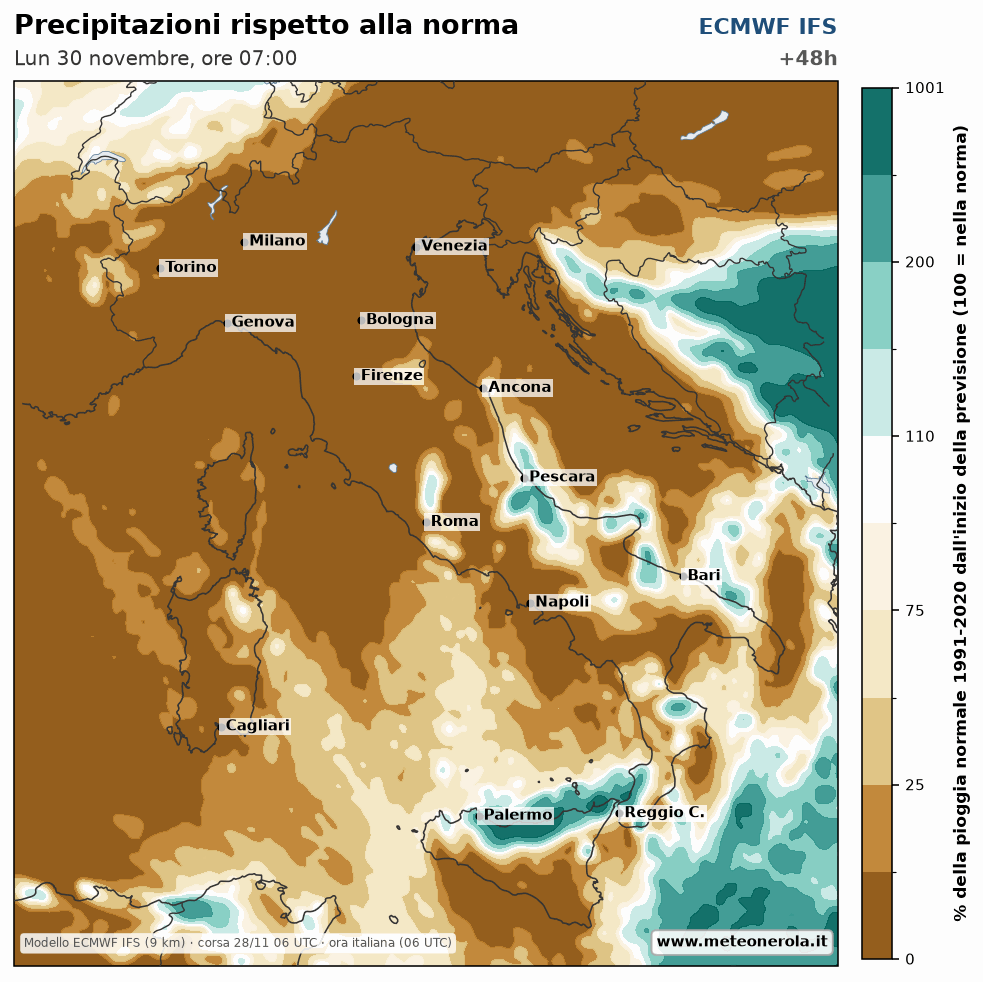 Precipitazioni rispetto alla norma
ECMWF IFS
Lun 30 novembre, ore 07:00
+48h
1001
200
110
75
25
0
% della pioggia normale 1991-2020 dall'inizio della previsione (100 = nella norma)
Milano
Venezia
Torino
Genova
Bologna
Firenze
Ancona
Pescara
Roma
Bari
Napoli
Cagliari
Palermo
Reggio C.
Modello ECMWF IFS (9 km) · corsa 28/11 06 UTC · ora italiana (06 UTC)
www.meteonerola.it